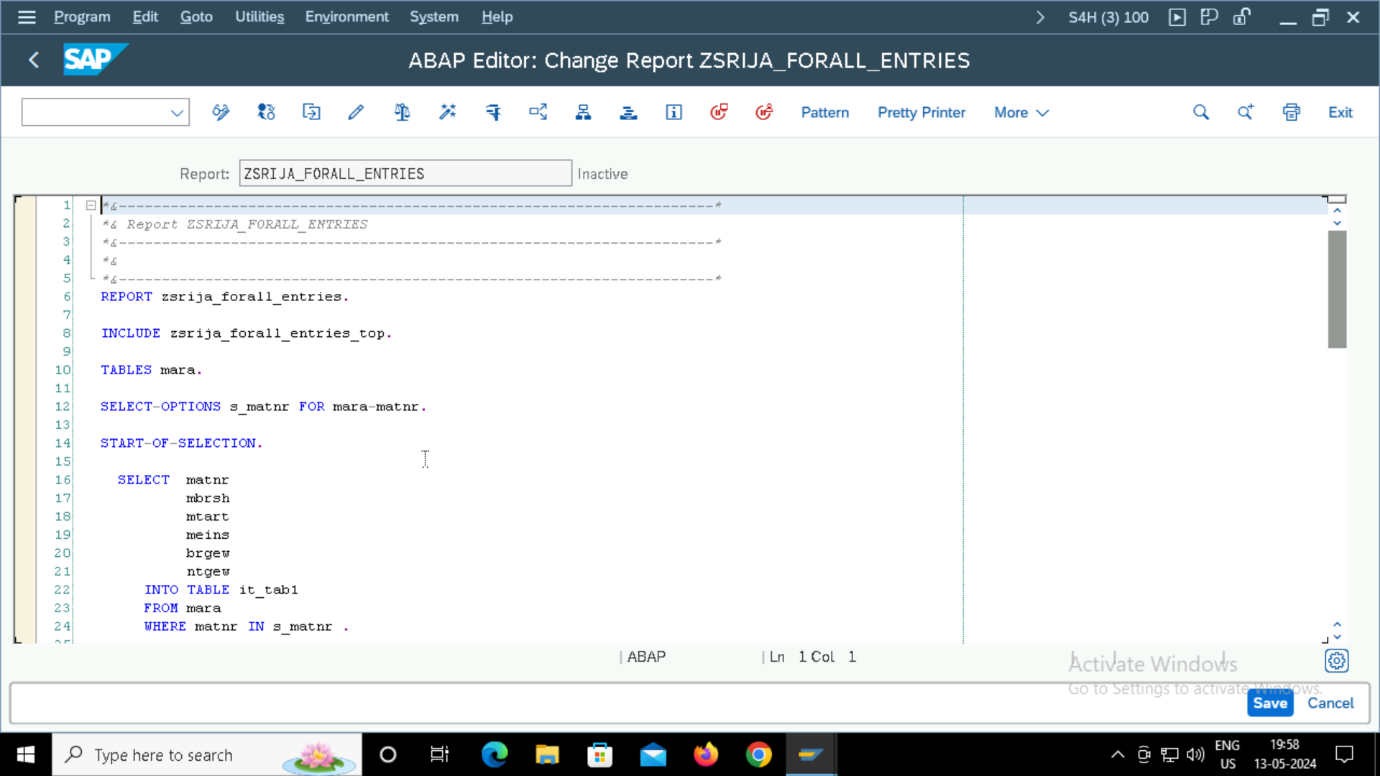 Program Edit Goto Utilities Environment System Help S4H (3) 100
SAP ABAP Editor: Change Report ZSRIJA_FORALL_ENTRIES
Pattern Pretty Printer More Exit
Report: ZSRIJA_FORALL_ENTRIES Inactive
1 *&---------------------------------------------------------------------*
2 *& Report ZSRIJA_FORALL_ENTRIES
3 *&---------------------------------------------------------------------*
4 *&
5 *&---------------------------------------------------------------------*
6 REPORT zsrija_forall_entries.
7
8 INCLUDE zsrija_forall_entries_top.
9
10 TABLES mara.
11
12 SELECT-OPTIONS s_matnr FOR mara-matnr.
13
14 START-OF-SELECTION.
15
16 SELECT matnr
17 mbrsh
18 mtart
19 meins
20 brgew
21 ntgew
22 INTO TABLE it_tab1
23 FROM mara
24 WHERE matnr IN s_matnr .
ABAP Ln 1 Col 1
Activate Windows
Go to Settings to activate Windows.
Save Cancel
Type here to search
ENG 19:58
US 13-05-2024